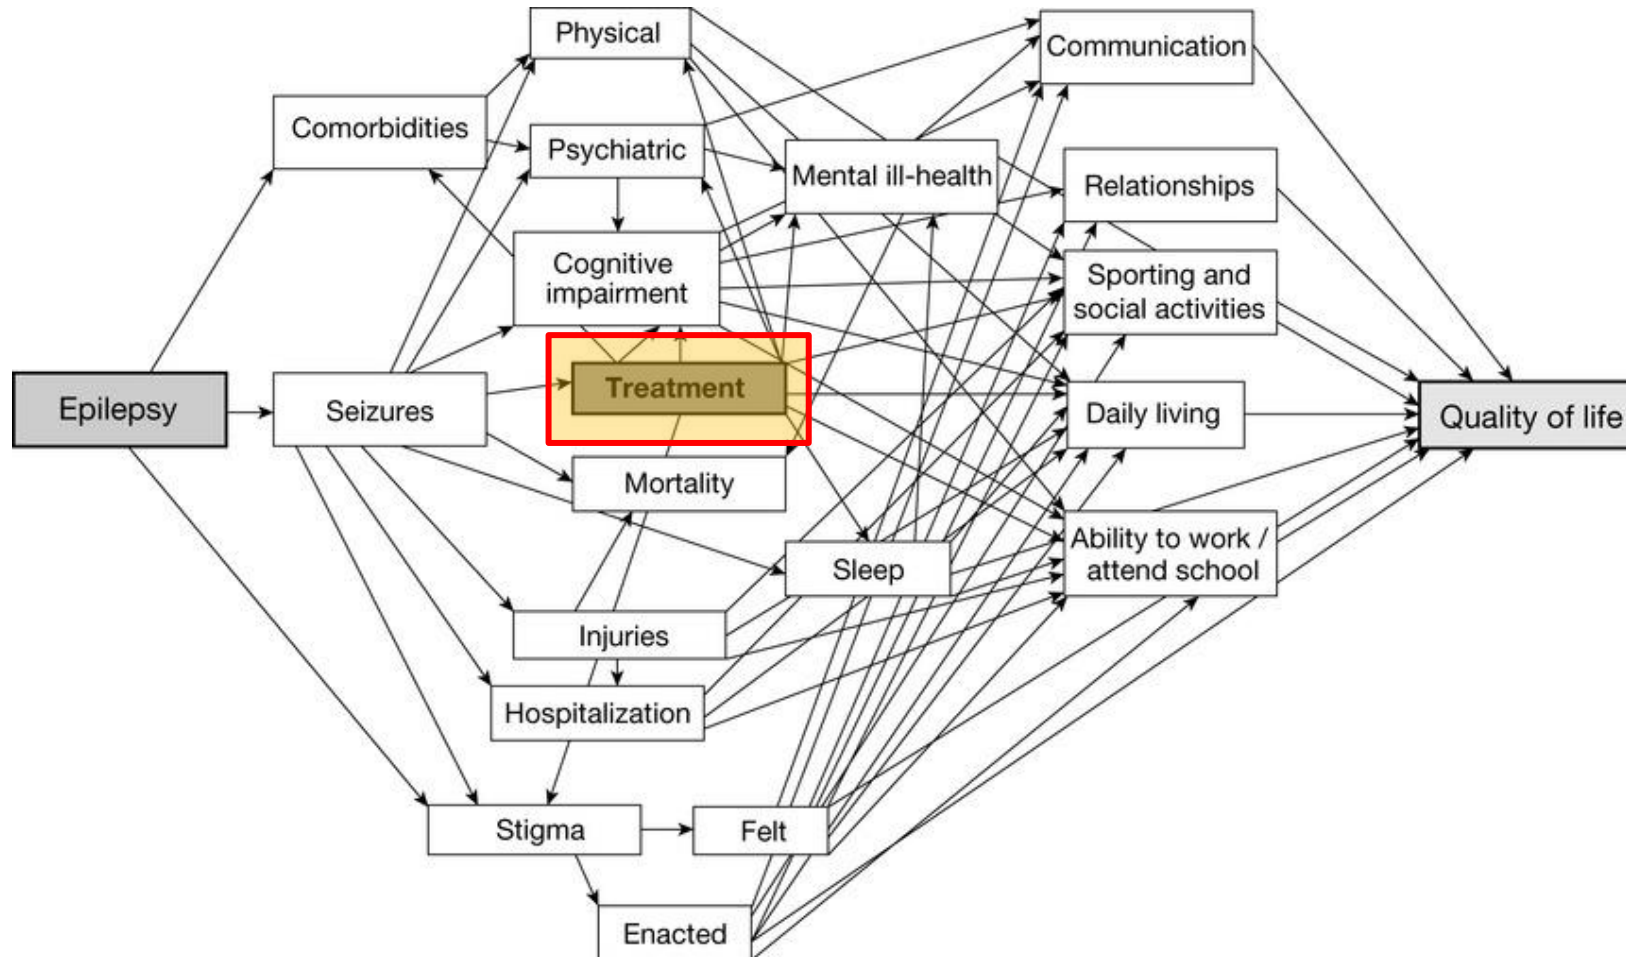 Physical
Communication
Comorbidities
Psychiatric
Mental ill-health
Relationships
Cognitive
impairment
Sporting and
social activities
Treatment
Epilepsy
Seizures
Daily living
Quality of life
Mortality
Sleep
Ability to work /
attend school
Injuries
Hospitalization
Stigma
Felt
Enacted